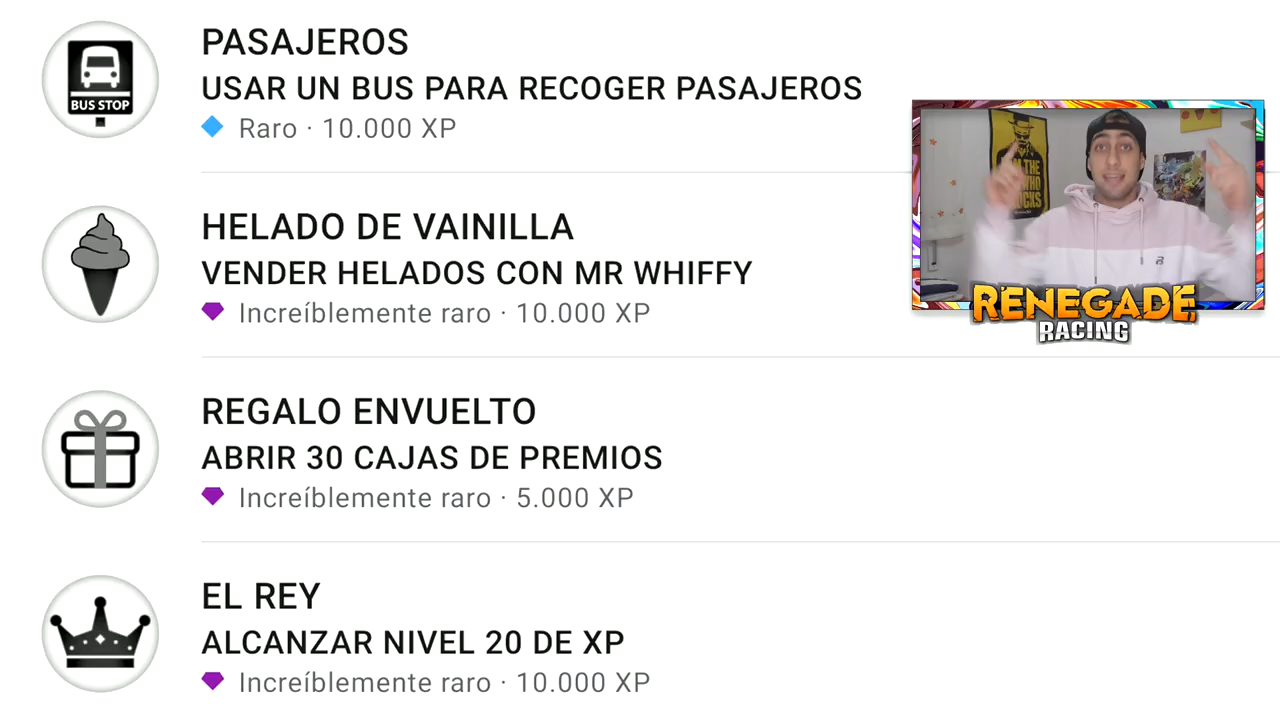 BUS STOP
PASAJEROS
USAR UN BUS PARA RECOGER PASAJEROS
Raro · 10.000 XP
HELADO DE VAINILLA
VENDER HELADOS CON MR WHIFFY
Increíblemente raro · 10.000 XP
RENEGADE
RACING
REGALO ENVUELTO
ABRIR 30 CAJAS DE PREMIOS
Increíblemente raro · 5.000 XP
EL REY
ALCANZAR NIVEL 20 DE XP
Increíblemente raro · 10.000 XP